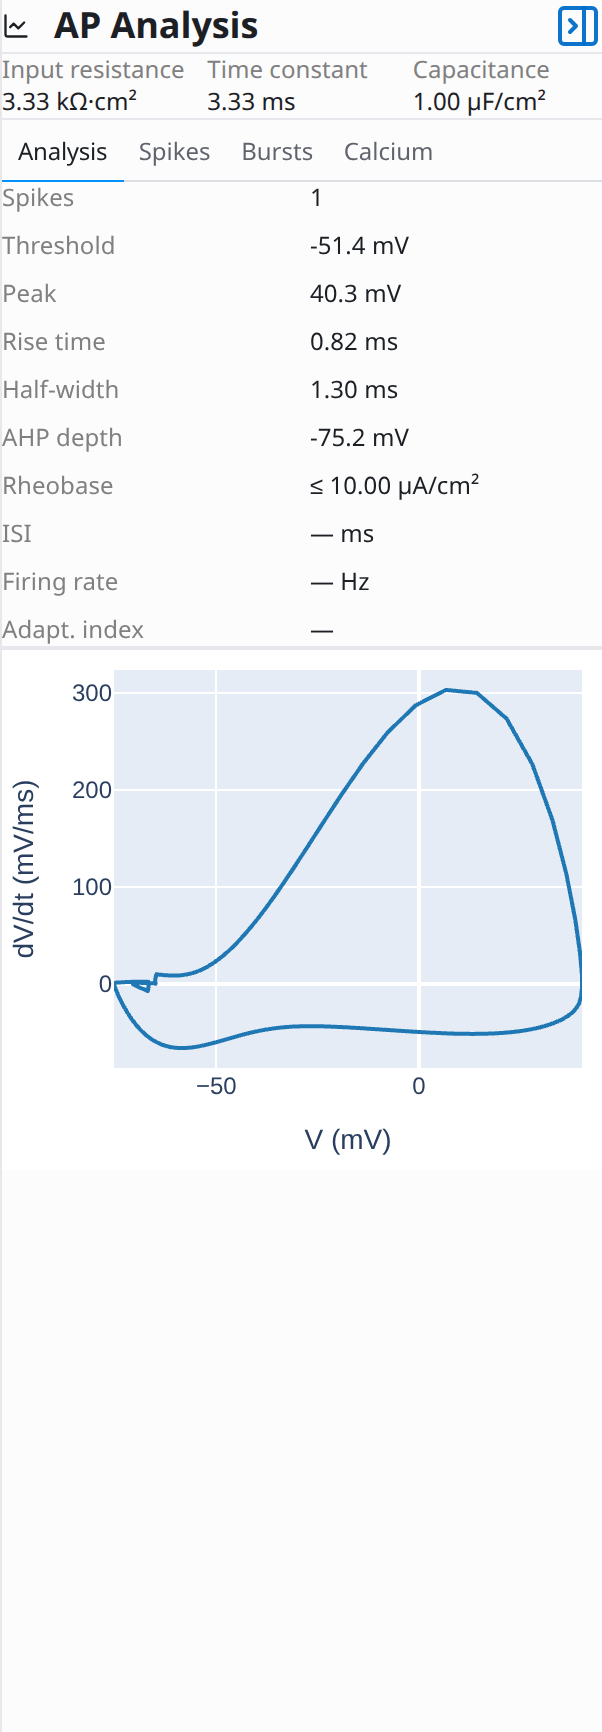 AP Analysis
Input resistance Time constant Capacitance
3.33 kΩ·cm² 3.33 ms 1.00 µF/cm²
Analysis Spikes Bursts Calcium
Spikes 1
Threshold -51.4 mV
Peak 40.3 mV
Rise time 0.82 ms
Half-width 1.30 ms
AHP depth -75.2 mV
Rheobase ≤ 10.00 µA/cm²
ISI — ms
Firing rate — Hz
Adapt. index —
300
200
100
0
dV/dt (mV/ms)
−50 0
V (mV)